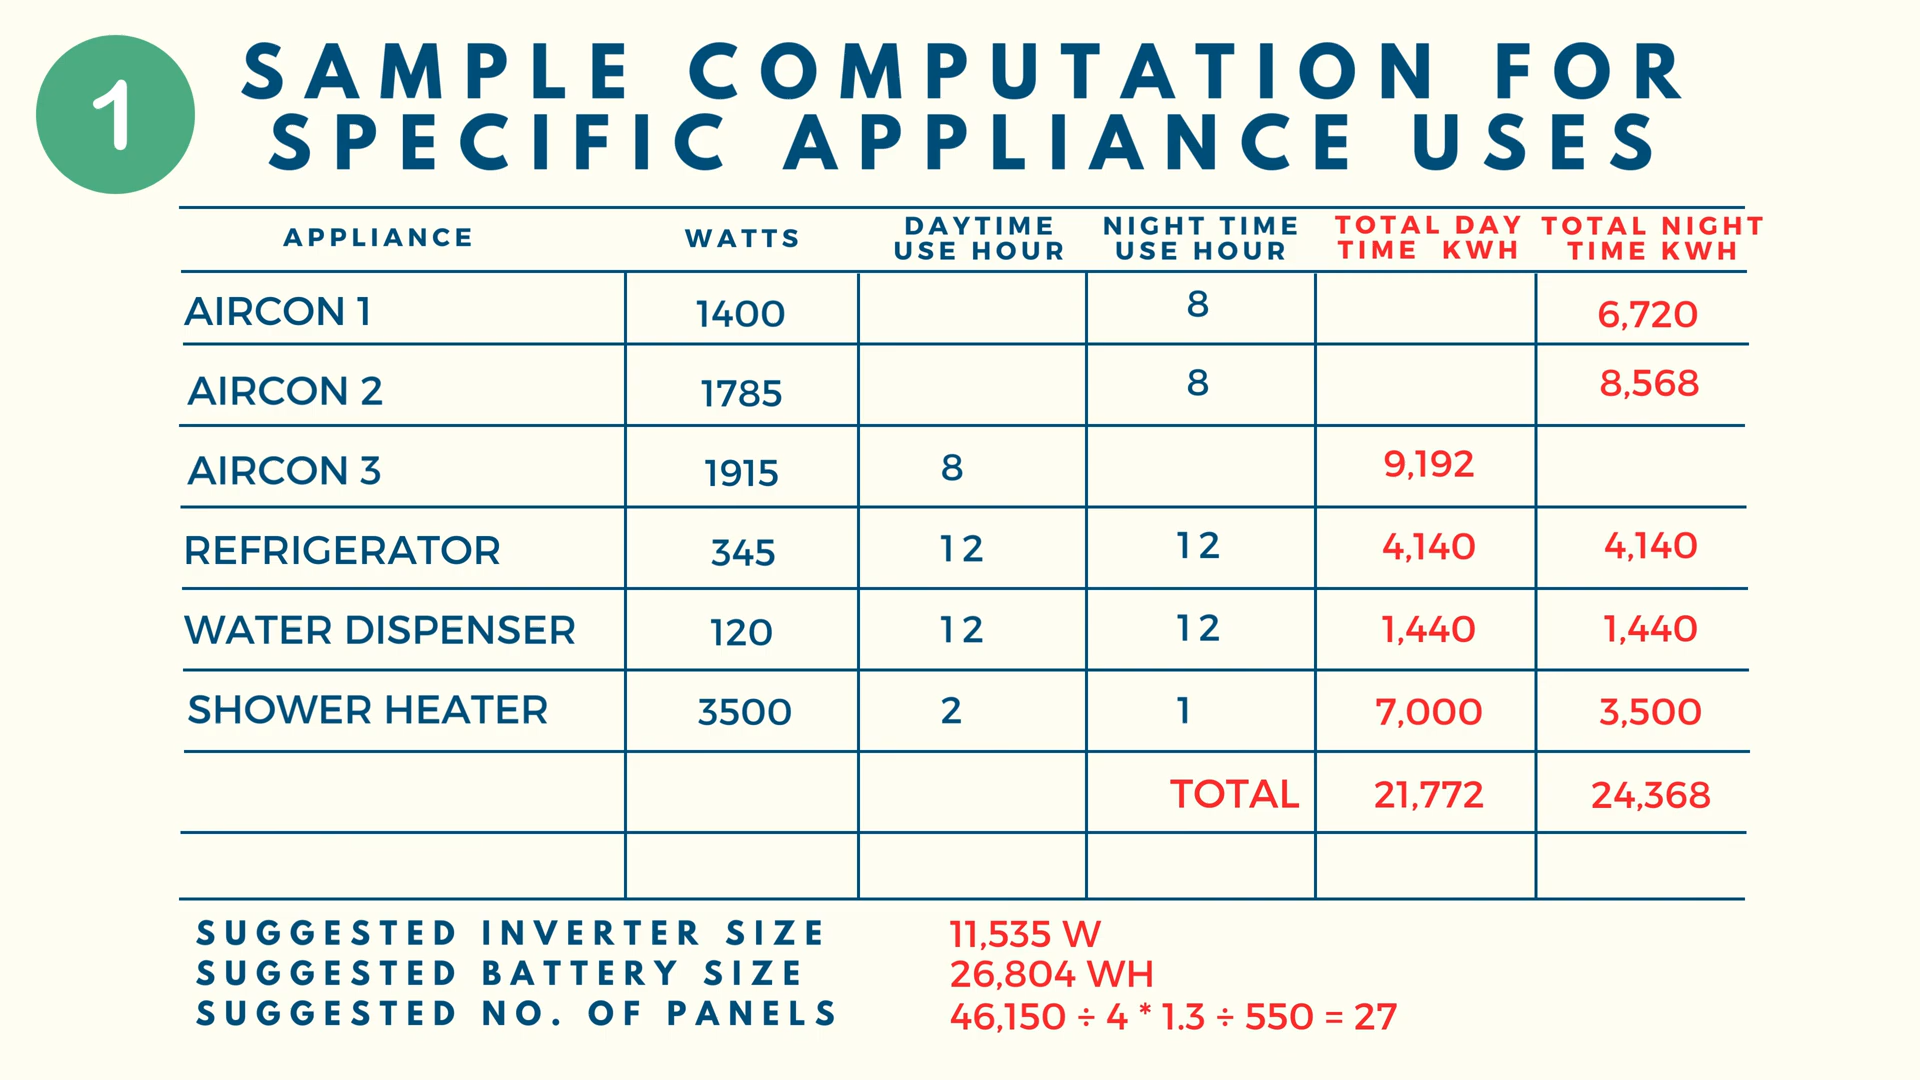 1
SAMPLE COMPUTATION FOR
SPECIFIC APPLIANCE USES
APPLIANCE WATTS DAYTIME USE HOUR NIGHT TIME USE HOUR TOTAL DAY TIME KWH TOTAL NIGHT TIME KWH
AIRCON 1 1400 8 6,720
AIRCON 2 1785 8 8,568
AIRCON 3 1915 8 9,192
REFRIGERATOR 345 12 12 4,140 4,140
WATER DISPENSER 120 12 12 1,440 1,440
SHOWER HEATER 3500 2 1 7,000 3,500
TOTAL 21,772 24,368
SUGGESTED INVERTER SIZE 11,535 W
SUGGESTED BATTERY SIZE 26,804 WH
SUGGESTED NO. OF PANELS 46,150 ÷ 4 * 1.3 ÷ 550 = 27